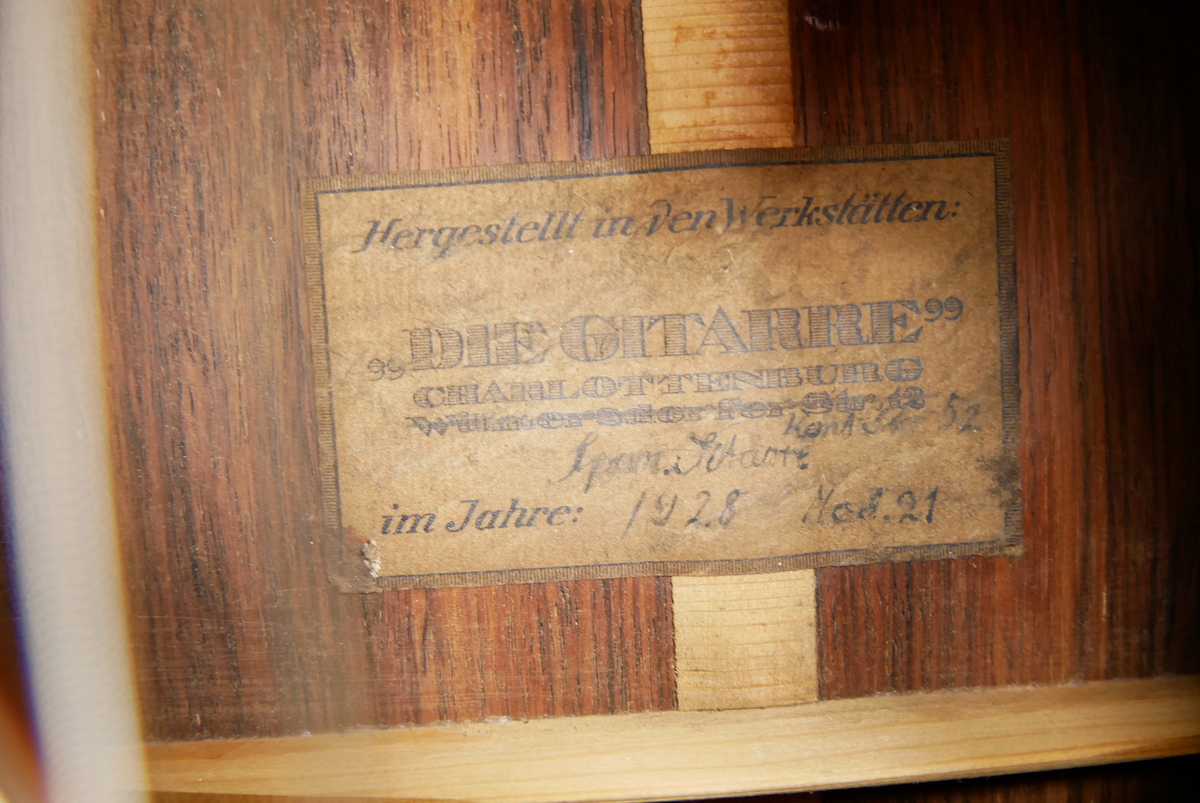 Hergestellt in den Werkstätten:
„DIE GITARRE”
CHARLOTTENBURG
Wilmersdorfer Str. 12
Kant Str. 52
Span. Gitarre
im Jahre: 1928 Mod. 21